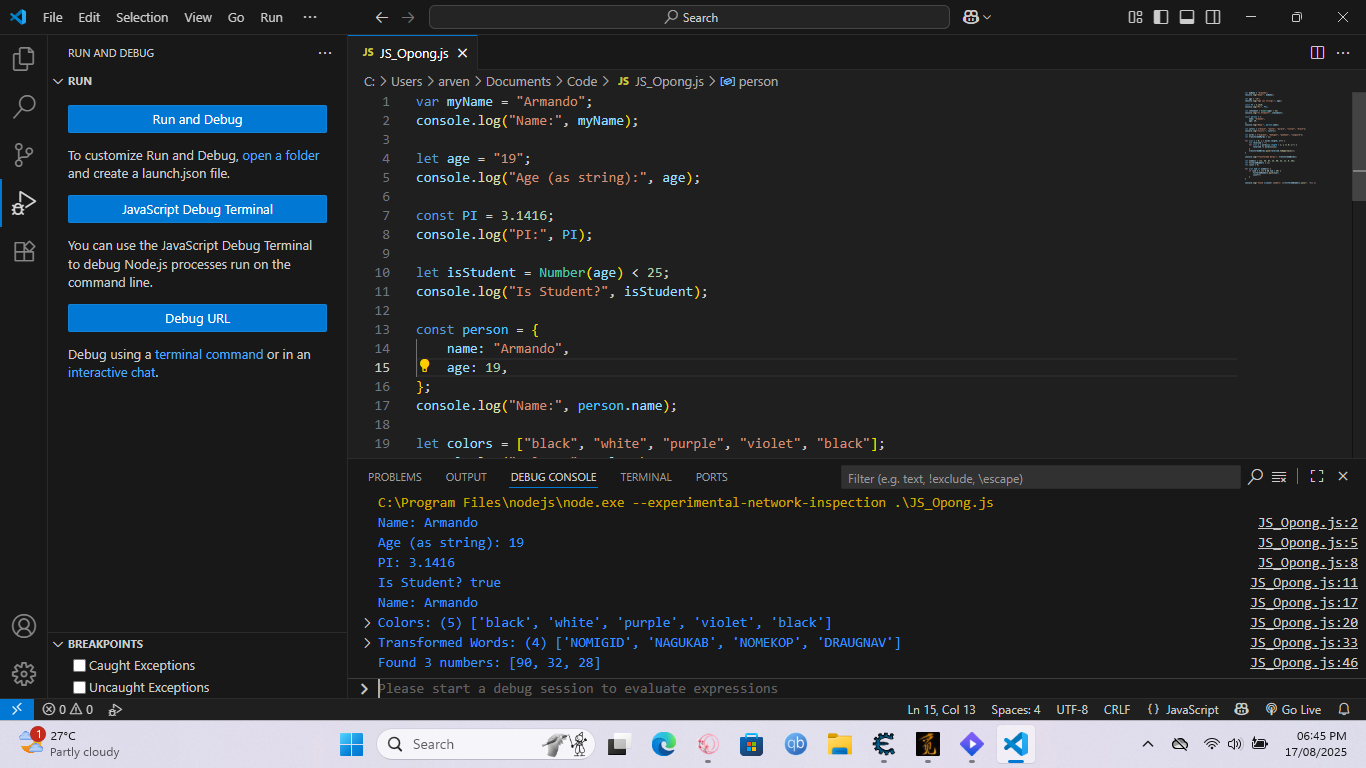 File Edit Selection View Go Run ··· Search
RUN AND DEBUG ···
JS JS_Opong.js
C: > Users > arven > Documents > Code > JS JS_Opong.js > person
RUN
Run and Debug
To customize Run and Debug, open a folder
and create a launch.json file.
JavaScript Debug Terminal
You can use the JavaScript Debug Terminal
to debug Node.js processes run on the
command line.
Debug URL
Debug using a terminal command or in an
interactive chat.
BREAKPOINTS
Caught Exceptions
Uncaught Exceptions
1 var myName = "Armando";
2 console.log("Name:", myName);
3
4 let age = "19";
5 console.log("Age (as string):", age);
6
7 const PI = 3.1416;
8 console.log("PI:", PI);
9
10 let isStudent = Number(age) < 25;
11 console.log("Is Student?", isStudent);
12
13 const person = {
14     name: "Armando",
15     age: 19,
16 };
17 console.log("Name:", person.name);
18
19 let colors = ["black", "white", "purple", "violet", "black"];
PROBLEMS OUTPUT DEBUG CONSOLE TERMINAL PORTS Filter (e.g. text, !exclude, \escape)
C:\Program Files\nodejs\node.exe --experimental-network-inspection .\JS_Opong.js
Name: Armando JS_Opong.js:2
Age (as string): 19 JS_Opong.js:5
PI: 3.1416 JS_Opong.js:8
Is Student? true JS_Opong.js:11
Name: Armando JS_Opong.js:17
> Colors: (5) ['black', 'white', 'purple', 'violet', 'black'] JS_Opong.js:20
> Transformed Words: (4) ['NOMIGID', 'NAGUKAB', 'NOMEKOP', 'DRAUGNAV'] JS_Opong.js:33
Found 3 numbers: [90, 32, 28] JS_Opong.js:46
> Please start a debug session to evaluate expressions
0 0 Ln 15, Col 13 Spaces: 4 UTF-8 CRLF {} JavaScript Go Live
1 27°C
Partly cloudy
Search
qb
06:45 PM
17/08/2025